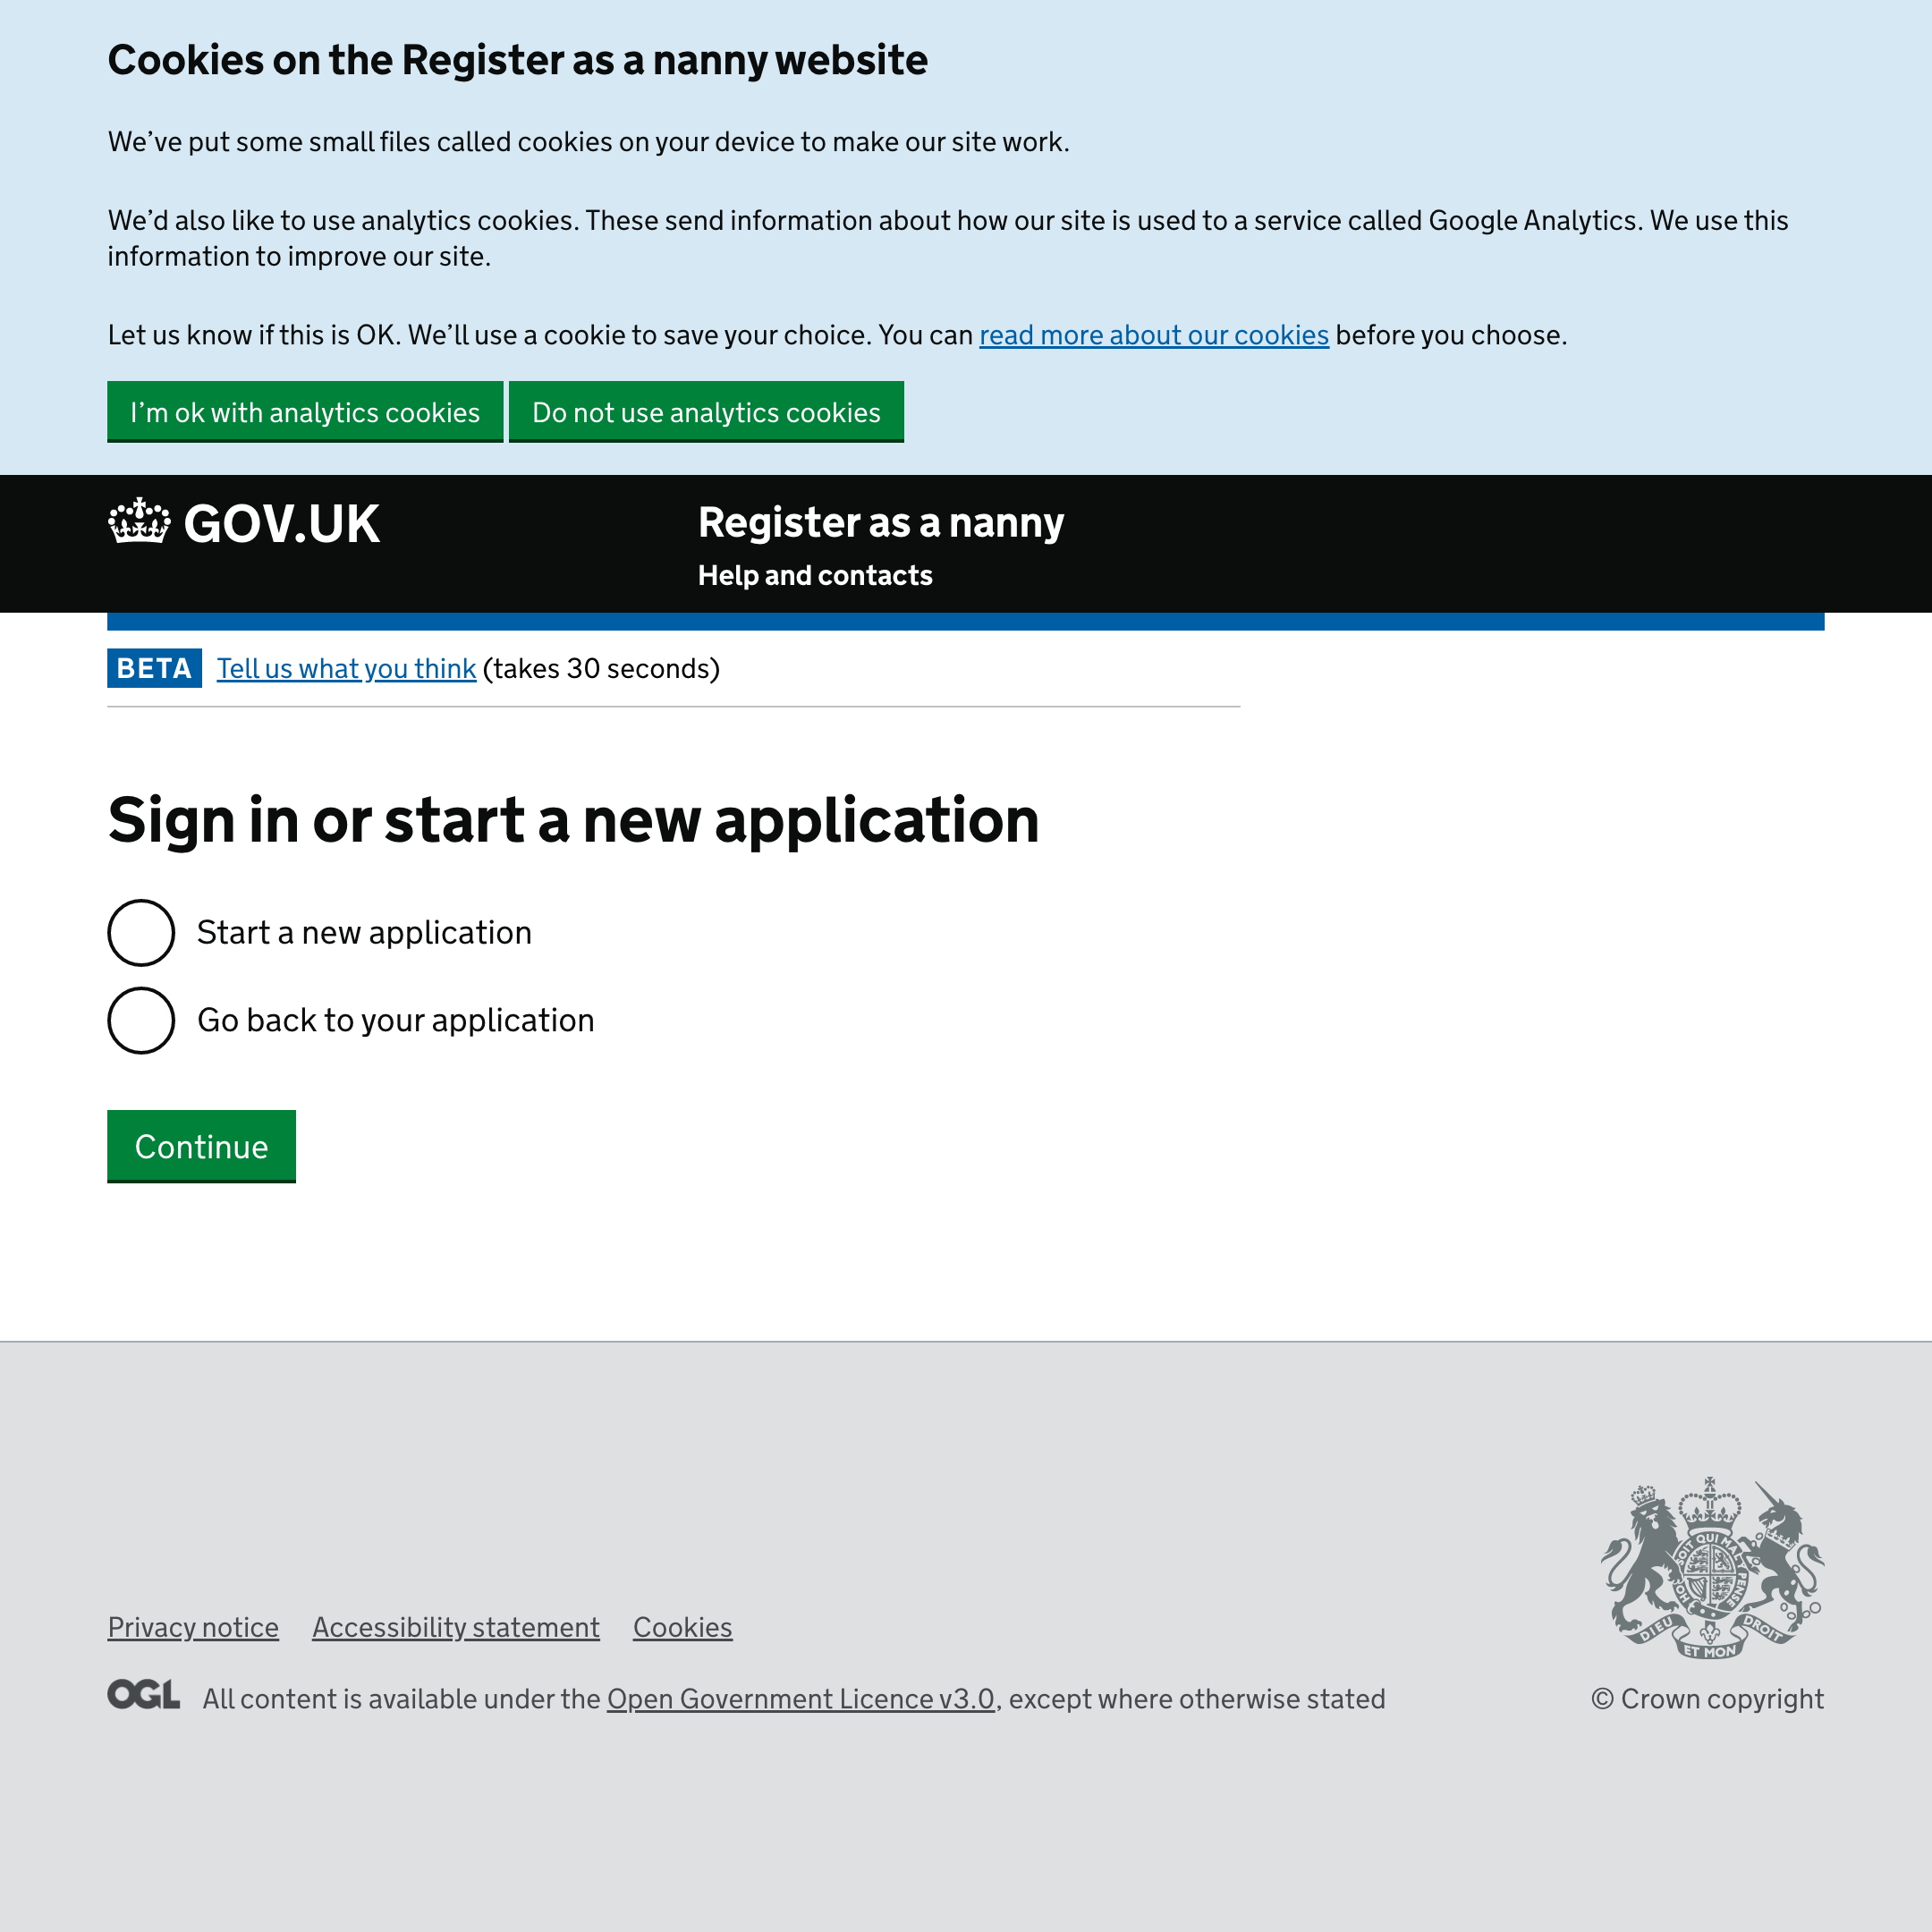 Cookies on the Register as a nanny website
We’ve put some small files called cookies on your device to make our site work.
We’d also like to use analytics cookies. These send information about how our site is used to a service called Google Analytics. We use this
information to improve our site.
Let us know if this is OK. We’ll use a cookie to save your choice. You can read more about our cookies before you choose.
I’m ok with analytics cookies
Do not use analytics cookies
GOV.UK
Register as a nanny
Help and contacts
BETA Tell us what you think (takes 30 seconds)
Sign in or start a new application
Start a new application
Go back to your application
Continue
Privacy notice
Accessibility statement
Cookies
OGL
All content is available under the Open Government Licence v3.0, except where otherwise stated
SOIT QUI MAL
PENSE
DIEU ET MON DROIT
© Crown copyright